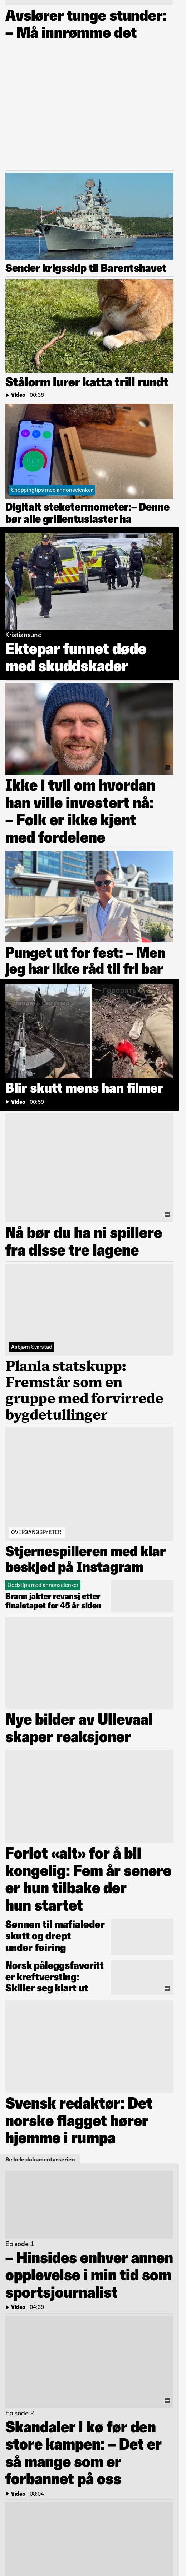 Avslører tunge stunder:
– Må innrømme det
Sender krigsskip til Barentshavet
Stålorm lurer katta trill rundt
Video | 00:38
Shoppingtips med annonselenker
Digitalt steketermometer:– Denne
bør alle grillentusiaster ha
Kristiansund
Ektepar funnet døde
med skuddskader
Ikke i tvil om hvordan
han ville investert nå:
– Folk er ikke kjent
med fordelene
Punget ut for fest: – Men
jeg har ikke råd til fri bar
Blir skutt mens han filmer
Video | 00:59
Nå bør du ha ni spillere
fra disse tre lagene
Asbjørn Svarstad
Planla statskupp:
Fremstår som en
gruppe med forvirrede
bygdetullinger
OVERGANGSRYKTER:
Stjernespilleren med klar
beskjed på Instagram
Oddstips med annonselenker
Brann jakter revansj etter
finaletapet for 45 år siden
Nye bilder av Ullevaal
skaper reaksjoner
Forlot «alt» for å bli
kongelig: Fem år senere
er hun tilbake der
hun startet
Sønnen til mafialeder
skutt og drept
under feiring
Norsk påleggsfavoritt
er kreftversting:
Skiller seg klart ut
Svensk redaktør: Det
norske flagget hører
hjemme i rumpa
Se hele dokumentarserien
Episode 1
– Hinsides enhver annen
opplevelse i min tid som
sportsjournalist
Video | 04:39
Episode 2
Skandaler i kø før den
store kampen: – Det er
så mange som er
forbannet på oss
Video | 08:04